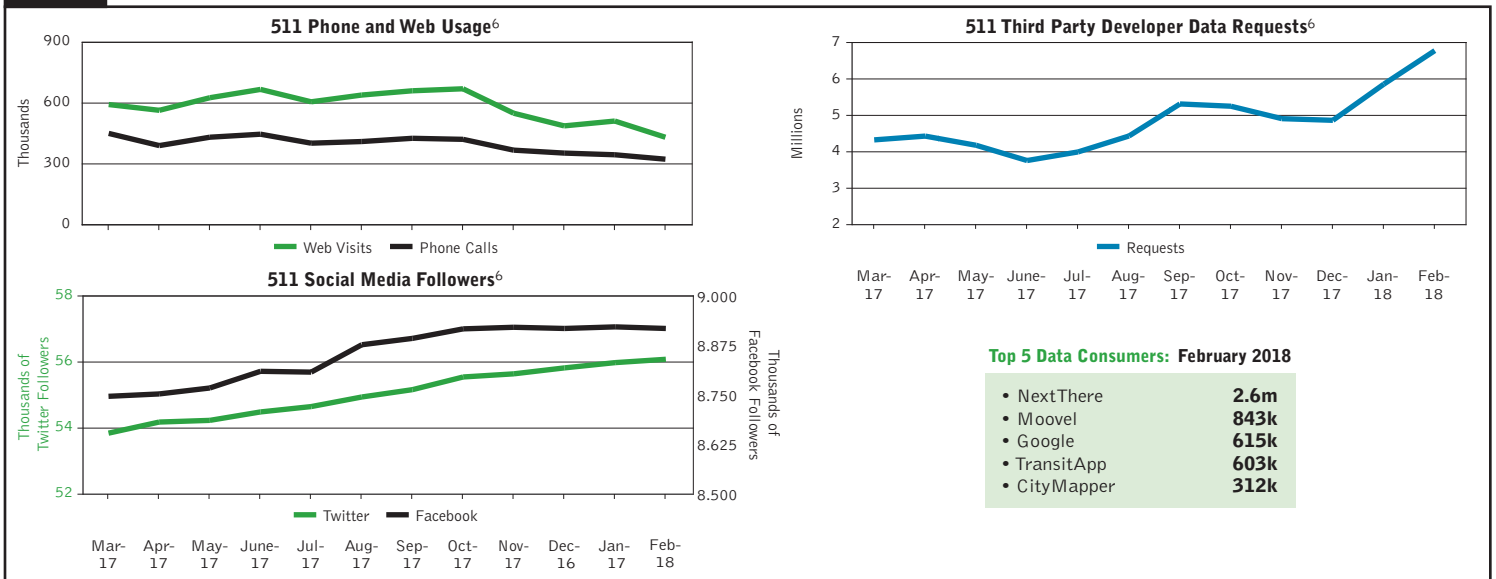 511 Phone and Web Usage6
900
600
300
0
Thousands
Web Visits Phone Calls
511 Third Party Developer Data Requests6
7
6
5
4
3
2
Millions
Requests
Mar- Apr- May- June- Jul- Aug- Sep- Oct- Nov- Dec- Jan- Feb-
17 17 17 17 17 17 17 17 17 17 18 18
511 Social Media Followers6
58
56
54
52
Thousands of
Twitter Followers
9.000
8.875
8.750
8.625
8.500
Thousands of
Facebook Followers
Twitter Facebook
Mar- Apr- May- June- Jul- Aug- Sep- Oct- Nov- Dec- Jan- Feb-
17 17 17 17 17 17 17 17 17 16 17 18
Top 5 Data Consumers: February 2018
• NextThere 2.6m
• Moovel 843k
• Google 615k
• TransitApp 603k
• CityMapper 312k